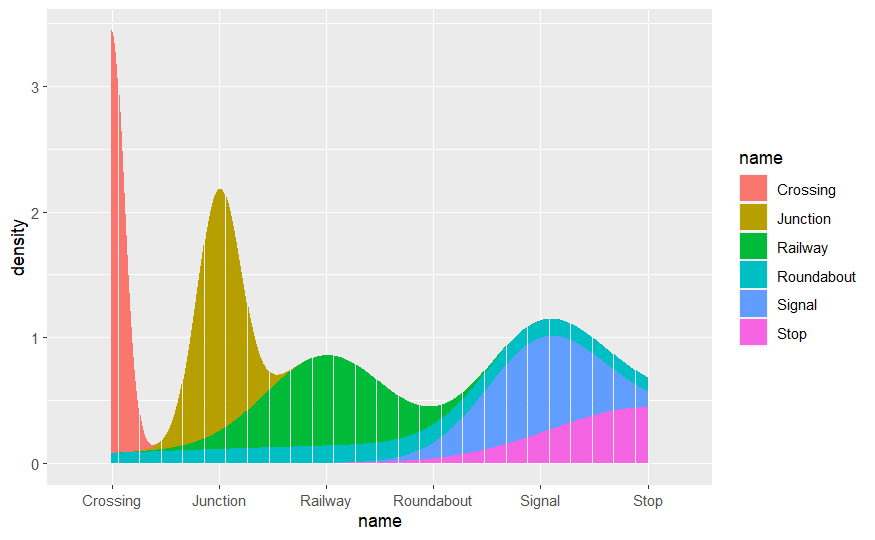 3
2
1
0
density
Crossing
Junction
Railway
Roundabout
Signal
Stop
name
name
Crossing
Junction
Railway
Roundabout
Signal
Stop